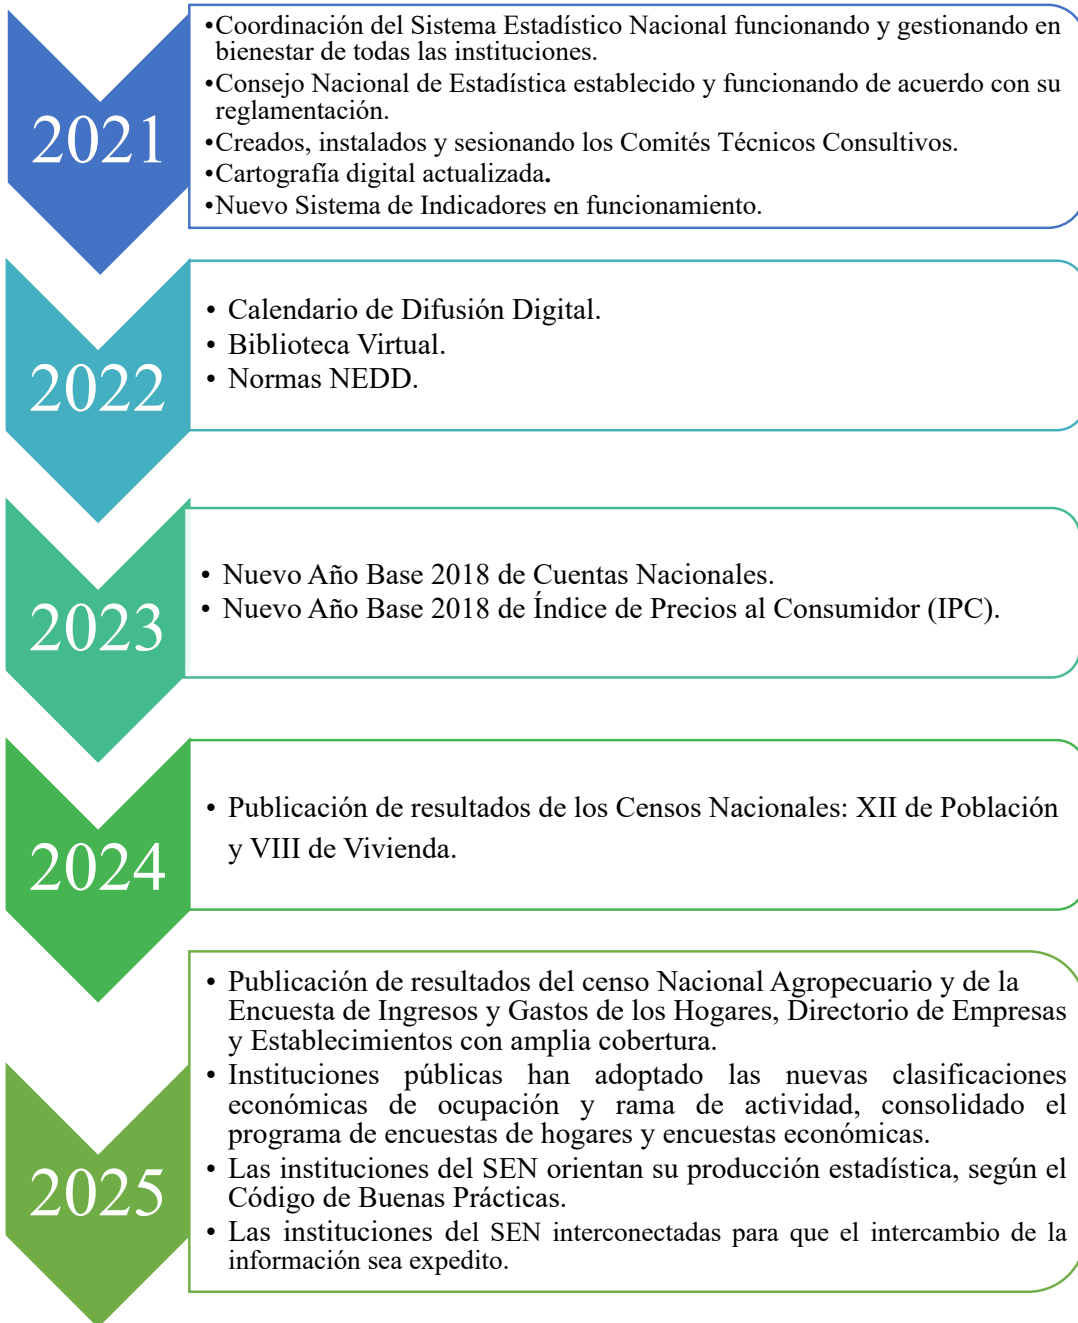 2021
•Coordinación del Sistema Estadístico Nacional funcionando y gestionando en
bienestar de todas las instituciones.
•Consejo Nacional de Estadística establecido y funcionando de acuerdo con su
reglamentación.
•Creados, instalados y sesionando los Comités Técnicos Consultivos.
•Cartografía digital actualizada.
•Nuevo Sistema de Indicadores en funcionamiento.
2022
• Calendario de Difusión Digital.
• Biblioteca Virtual.
• Normas NEDD.
2023
• Nuevo Año Base 2018 de Cuentas Nacionales.
• Nuevo Año Base 2018 de Índice de Precios al Consumidor (IPC).
2024
• Publicación de resultados de los Censos Nacionales: XII de Población
y VIII de Vivienda.
2025
• Publicación de resultados del censo Nacional Agropecuario y de la
Encuesta de Ingresos y Gastos de los Hogares, Directorio de Empresas
y Establecimientos con amplia cobertura.
• Instituciones públicas han adoptado las nuevas clasificaciones
económicas de ocupación y rama de actividad, consolidado el
programa de encuestas de hogares y encuestas económicas.
• Las instituciones del SEN orientan su producción estadística, según el
Código de Buenas Prácticas.
• Las instituciones del SEN interconectadas para que el intercambio de la
información sea expedito.